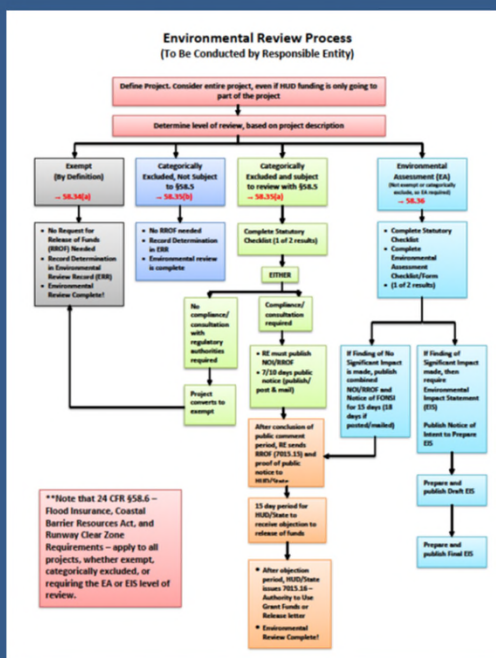 Environmental Review Process
(To Be Conducted by Responsible Entity)
Define Project. Consider entire project, even if HUD funding is only going to
part of the project
Determine level of review, based on project description
Exempt
(By Definition)
→ 58.34(a)
Categorically
Excluded, Not Subject
to §58.5
→ 58.35(b)
Categorically
Excluded and subject
to review with §58.5
→ 58.35(a)
Environmental
Assessment (EA)
(Not exempt or categorically
exclude, so EA required)
→ 58.36
• No Request for
Release of Funds
(RROF) Needed
• Record Determination
in Environmental
Review Record (ERR)
• Environmental
Review Complete!
• No RROF needed
• Record Determination
in ERR
• Environmental review
is complete
Complete Statutory
Checklist (1 of 2 results)
• Complete Statutory
Checklist
• Complete
Environmental
Assessment
Checklist/Form
• (1 of 2 results)
EITHER
No
compliance/
consultation
with
regulatory
authorities
required
Compliance/
consultation
required
Project
converts to
exempt
• RE must publish
NOI/RROF
• 7/10 days public
notice (publish/
post & mail)
If Finding of No
Significant Impact
is made, publish
combined
NOI/RROF and
Notice of FONSI
for 15 days (18
days if
posted/mailed)
If Finding of
Significant Impact
made, then
require
Environmental
Impact Statement
(EIS)
Publish Notice of
Intent to Prepare
EIS
After conclusion of
public comment
period, RE sends
RROF (7015.15) and
proof of public
notice to
HUD/State
Prepare and
publish Draft EIS
15 day period for
HUD/State to
receive objection to
release of funds
Prepare and
publish Final EIS
• After objection
period, HUD/State
issues 7015.16 –
Authority to Use
Grant Funds or
Release letter
• Environmental
Review Complete!
**Note that 24 CFR §58.6 –
Flood Insurance, Coastal
Barrier Resources Act, and
Runway Clear Zone
Requirements – apply to all
projects, whether exempt,
categorically excluded, or
requiring the EA or EIS level of
review.